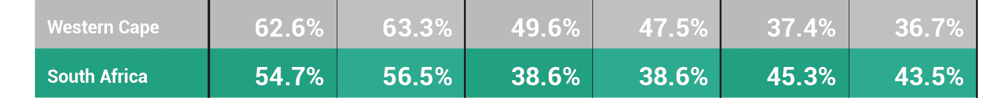 Western Cape 62.6% 63.3% 49.6% 47.5% 37.4% 36.7%
South Africa 54.7% 56.5% 38.6% 38.6% 45.3% 43.5%